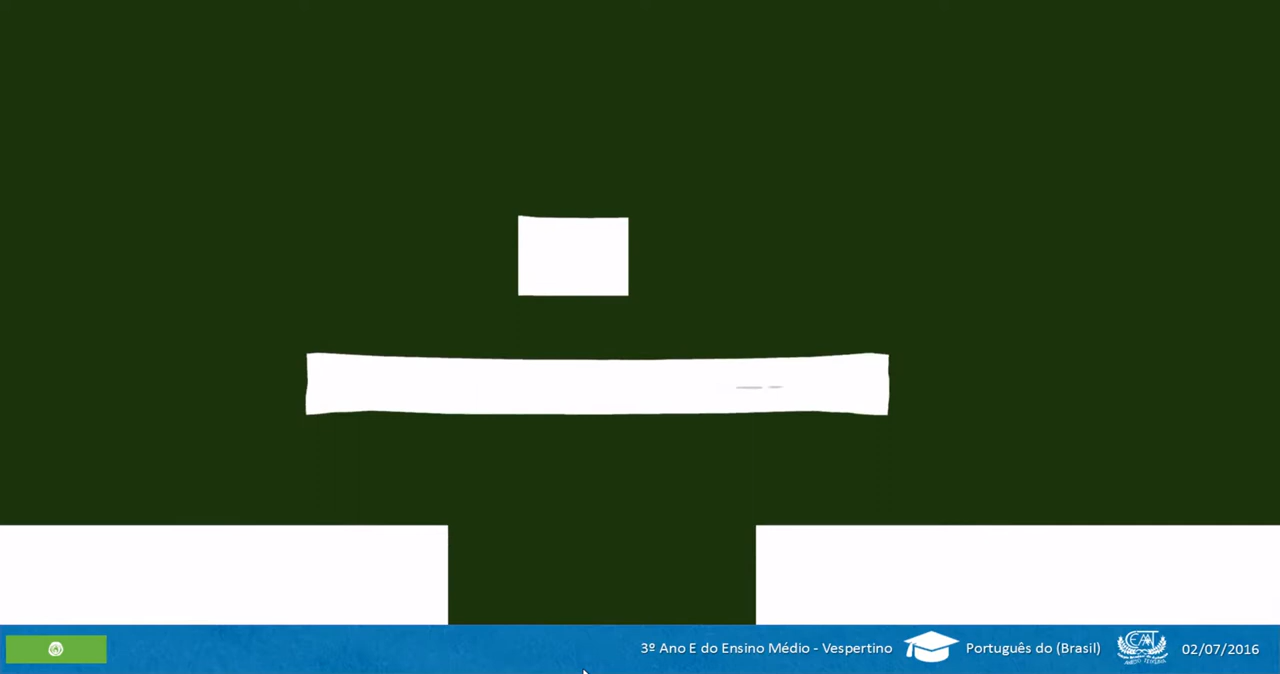 3º Ano E do Ensino Médio - Vespertino Português do (Brasil) 02/07/2016